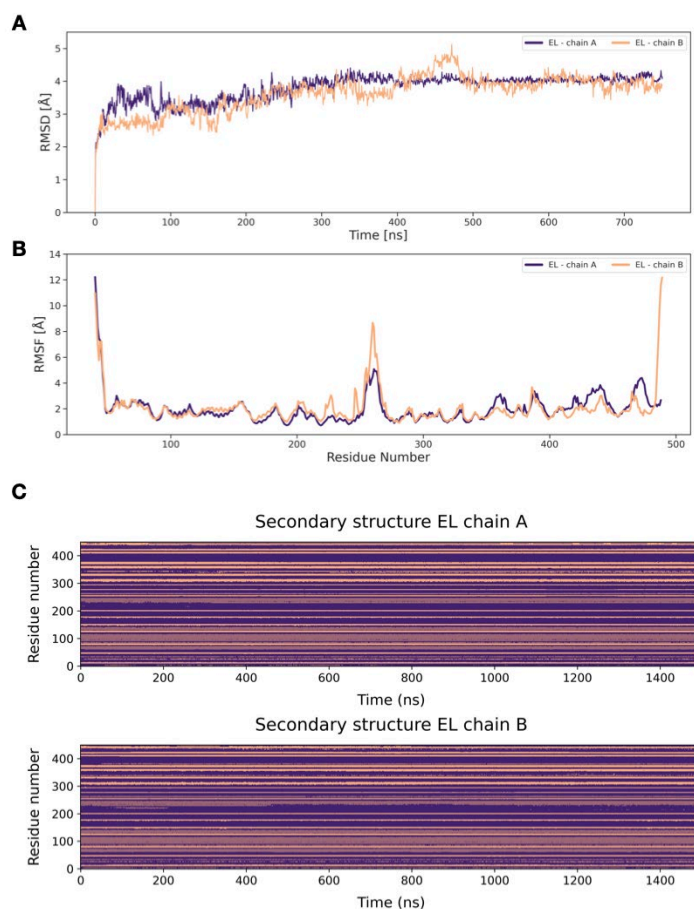 A
EL - chain A
EL - chain B
RMSD [Å]
5
4
3
2
1
0
0 100 200 300 400 500 600 700
Time [ns]
B
EL - chain A
EL - chain B
RMSF [Å]
14
12
10
8
6
4
2
0
100 200 300 400 500
Residue Number
C
Secondary structure EL chain A
Residue number
400
300
200
100
0
0 200 400 600 800 1000 1200 1400
Time (ns)
Secondary structure EL chain B
Residue number
400
300
200
100
0
0 200 400 600 800 1000 1200 1400
Time (ns)